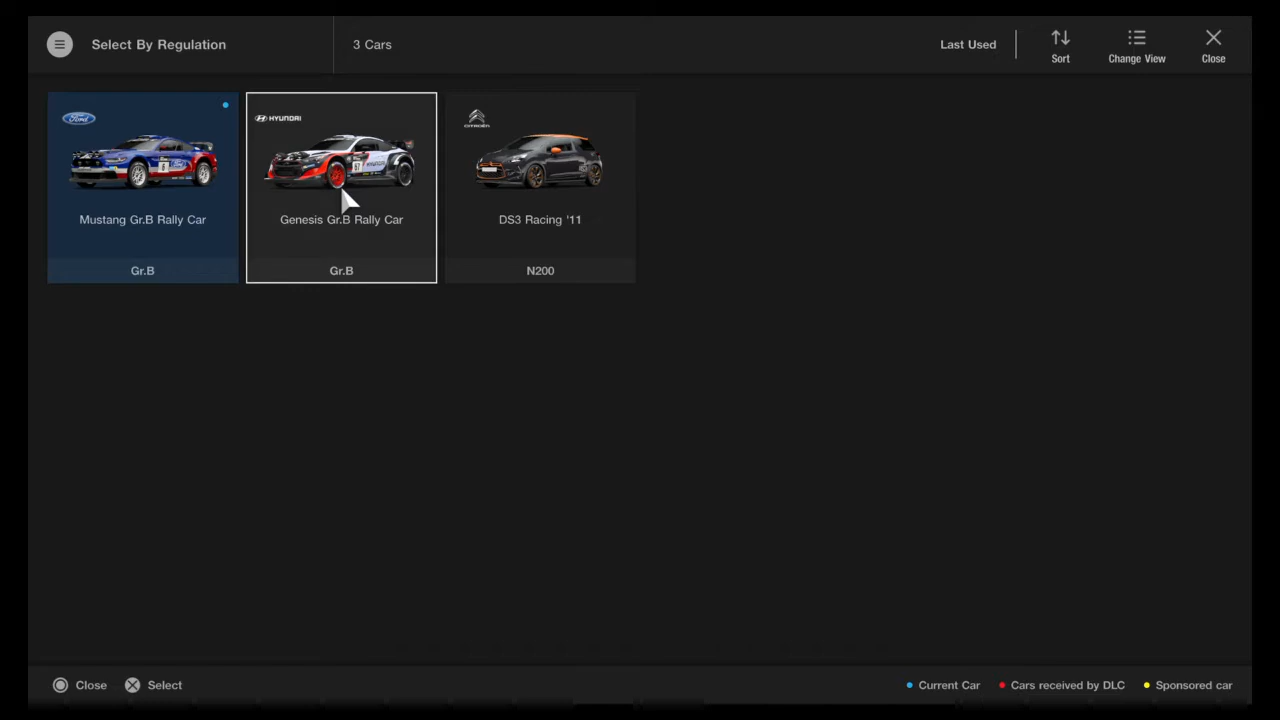 Select By Regulation
3 Cars
Last Used
Sort
Change View
Close
Ford
Mustang Gr.B Rally Car
Gr.B
HYUNDAI
Genesis Gr.B Rally Car
Gr.B
CITROËN
DS3 Racing '11
N200
Close
Select
Current Car
Cars received by DLC
Sponsored car